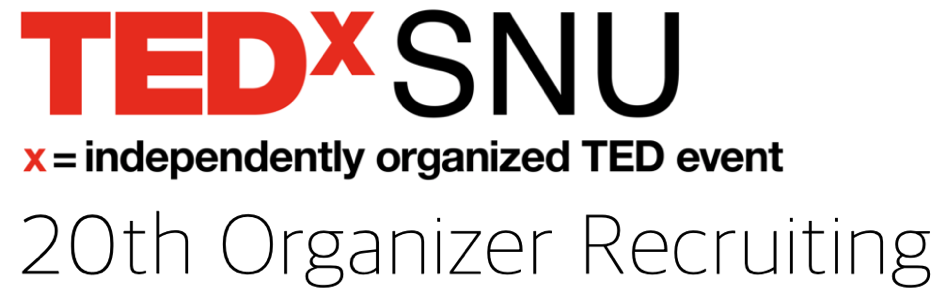 TEDx SNU
x = independently organized TED event
20th Organizer Recruiting